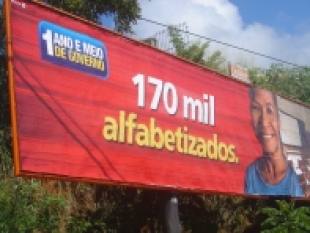 1 ANO E MEIO
DE GOVERNO
170 mil
alfabetizados.